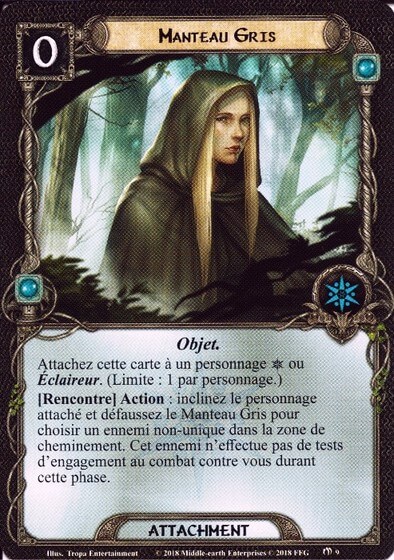 0
Manteau Gris
Objet.
Attachez cette carte à un personnage ou
Éclaireur. (Limite : 1 par personnage.)
[Rencontre] Action : inclinez le personnage
attaché et défaussez le Manteau Gris pour
choisir un ennemi non-unique dans la zone de
cheminement. Cet ennemi n'effectue pas de tests
d'engagement au combat contre vous durant
cette phase.
ATTACHMENT
Illus. Tropa Entertainment © 2018 Middle-earth Enterprises © 2018 FFG 9